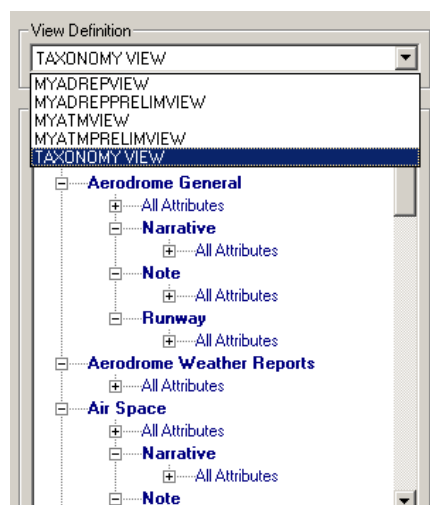 View Definition
TAXONOMY VIEW
MYADREPVIEW
MYADREPPRELIMVIEW
MYATMVIEW
MYATMPRELIMVIEW
TAXONOMY VIEW
Aerodrome General
All Attributes
Narrative
All Attributes
Note
All Attributes
Runway
All Attributes
Aerodrome Weather Reports
All Attributes
Air Space
All Attributes
Narrative
All Attributes
Note